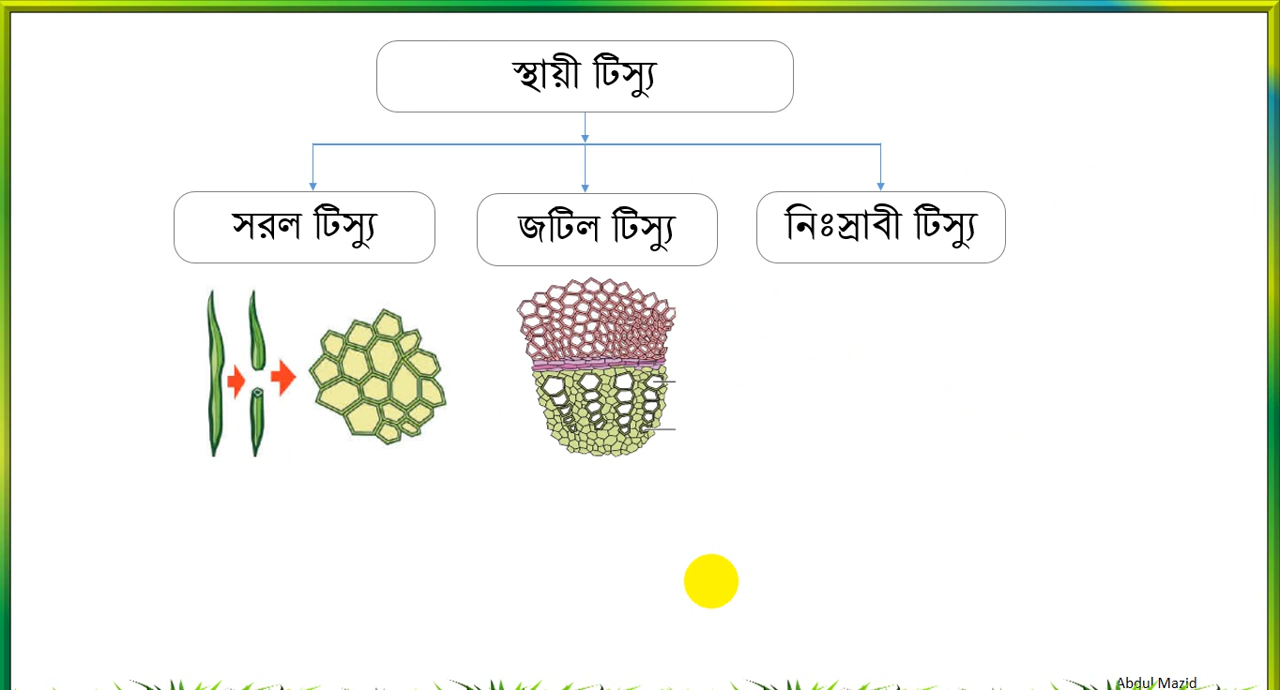 স্থায়ী টিস্যু
সরল টিস্যু
জটিল টিস্যু
নিঃস্রাবী টিস্যু
Abdul Mazid